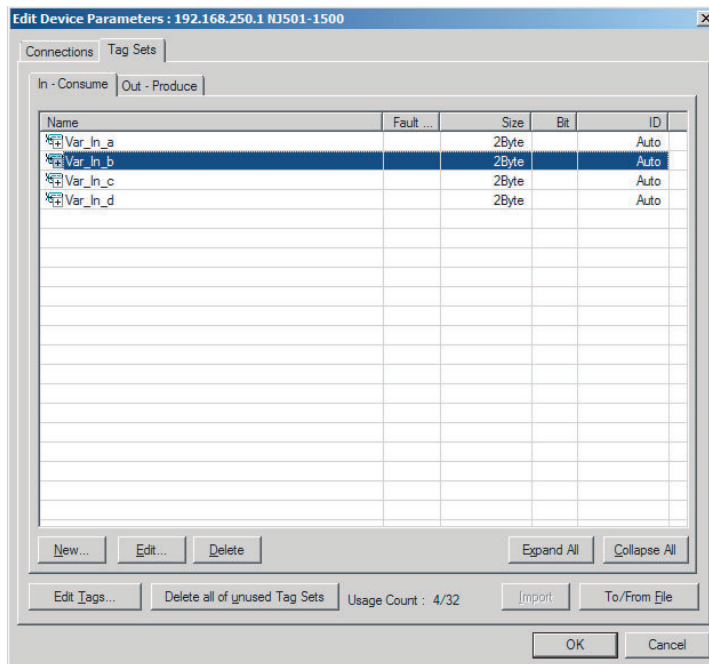 Edit Device Parameters : 192.168.250.1 NJ501-1500
Connections Tag Sets
In - Consume Out - Produce
Name Fault ... Size Bit ID
Var_In_a 2Byte Auto
Var_In_b 2Byte Auto
Var_In_c 2Byte Auto
Var_In_d 2Byte Auto
New... Edit... Delete Expand All Collapse All
Edit Tags... Delete all of unused Tag Sets Usage Count : 4/32 Import To/From File
OK Cancel